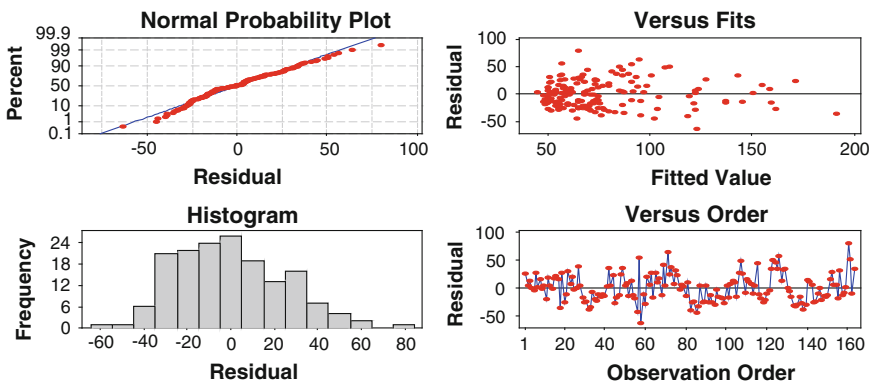 Normal Probability Plot
Percent
99.9
99
90
50
10
1
0.1
-50 0 50 100
Residual
Versus Fits
Residual
100
50
0
-50
50 100 150 200
Fitted Value
Histogram
Frequency
24
18
12
6
0
-60 -40 -20 0 20 40 60 80
Residual
Versus Order
Residual
100
50
0
-50
1 20 40 60 80 100 120 140 160
Observation Order